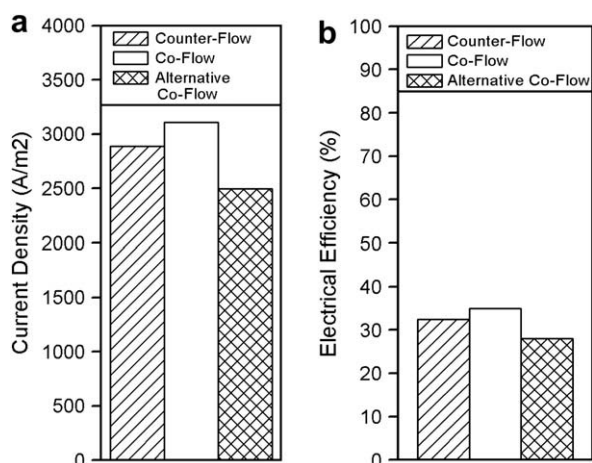 a
4000
3500
3000
2500
2000
1500
1000
500
0
Current Density (A/m2)
Counter-Flow
Co-Flow
Alternative
Co-Flow
b
100
90
80
70
60
50
40
30
20
10
0
Electrical Efficiency (%)
Counter-Flow
Co-Flow
Alternative Co-Flow